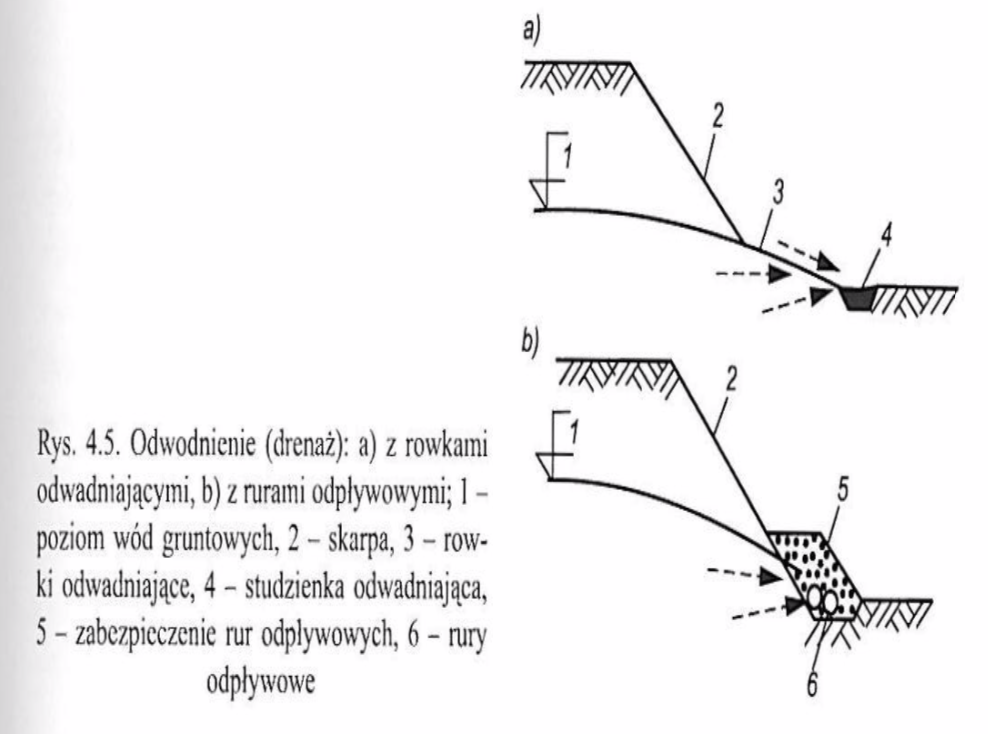 a)
1
2
3
4
b)
1
2
5
6
Rys. 4.5. Odwodnienie (drenaż): a) z rowkami
odwadniającymi, b) z rurami odpływowymi; 1 –
poziom wód gruntowych, 2 – skarpa, 3 – row-
ki odwadniające, 4 – studzienka odwadniająca,
5 – zabezpieczenie rur odpływowych, 6 – rury
odpływowe